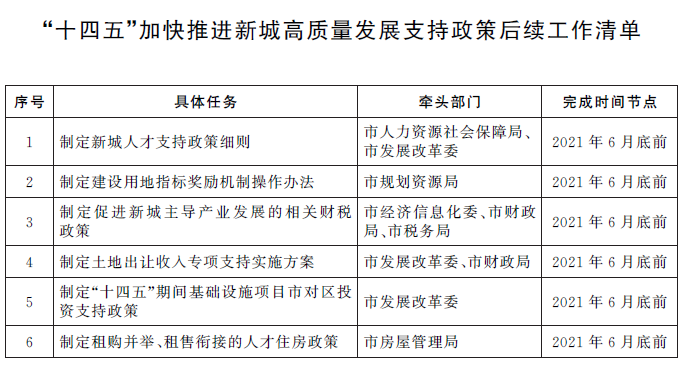 “十四五”加快推进新城高质量发展支持政策后续工作清单
序号 具体任务 牵头部门 完成时间节点
1 制定新城人才支持政策细则 市人力资源社会保障局、
市发展改革委 2021年6月底前
2 制定建设用地指标奖励机制操作办法 市规划资源局 2021年6月底前
3 制定促进新城主导产业发展的相关财税
政策 市经济信息化委、市财政
局、市税务局 2021年6月底前
4 制定土地出让收入专项支持实施方案 市发展改革委、市财政局 2021年6月底前
5 制定“十四五”期间基础设施项目市对区投
资支持政策 市发展改革委 2021年6月底前
6 制定租购并举、租售衔接的人才住房政策 市房屋管理局 2021年6月底前